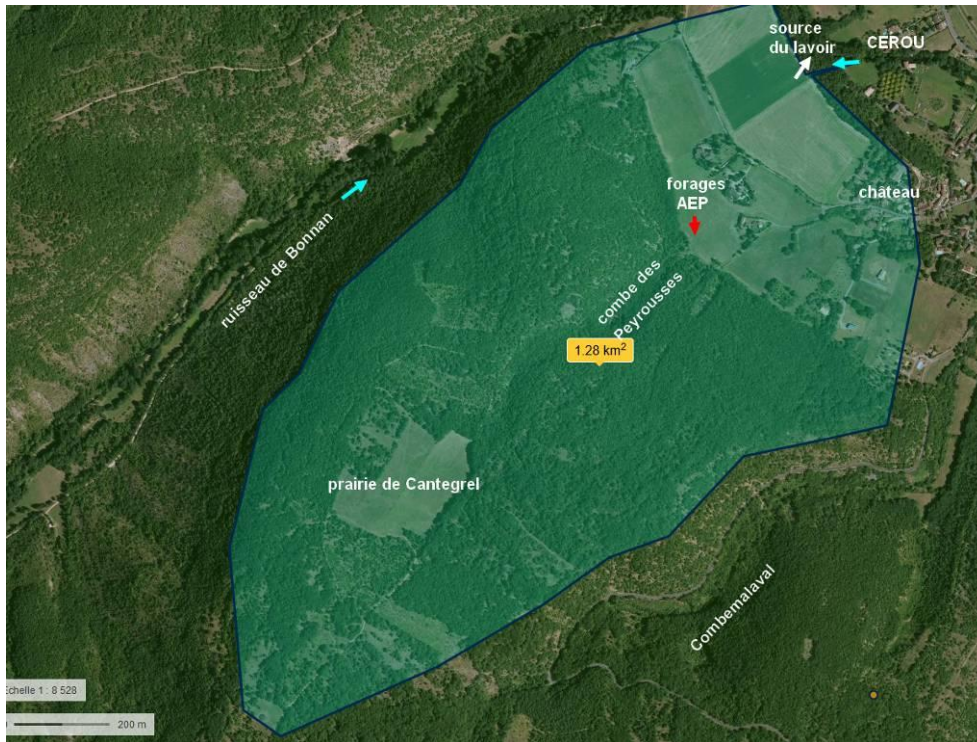 source
du lavoir
CEROU
château
forages
AEP
ruisseau de Bonnan
combe des
Peyrousses
1.28 km²
prairie de Cantegrel
Combemalaval
Echelle 1 : 8 528
0
200 m